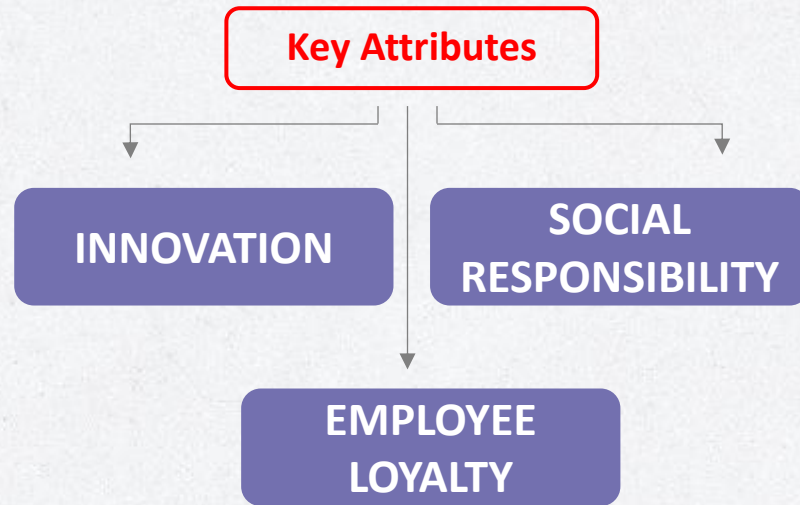 Key Attributes
INNOVATION
SOCIAL
RESPONSIBILITY
EMPLOYEE
LOYALTY